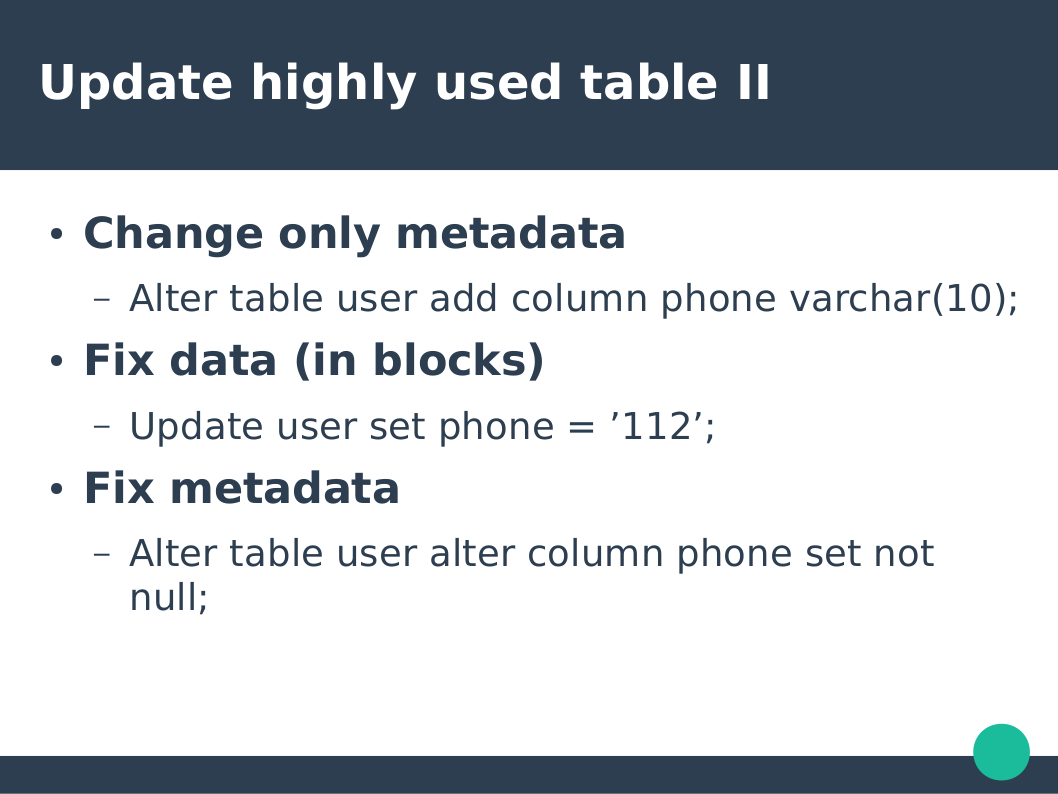 Update highly used table II
• Change only metadata
– Alter table user add column phone varchar(10);
• Fix data (in blocks)
– Update user set phone = ’112’;
• Fix metadata
– Alter table user alter column phone set not
null;